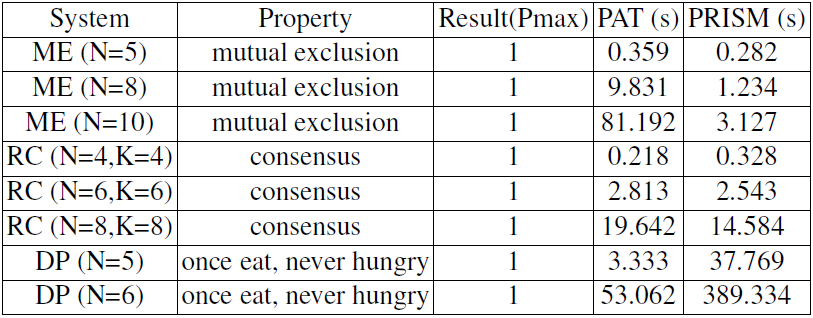 System Property Result(Pmax) PAT (s) PRISM (s)
ME (N=5) mutual exclusion 1 0.359 0.282
ME (N=8) mutual exclusion 1 9.831 1.234
ME (N=10) mutual exclusion 1 81.192 3.127
RC (N=4,K=4) consensus 1 0.218 0.328
RC (N=6,K=6) consensus 1 2.813 2.543
RC (N=8,K=8) consensus 1 19.642 14.584
DP (N=5) once eat, never hungry 1 3.333 37.769
DP (N=6) once eat, never hungry 1 53.062 389.334